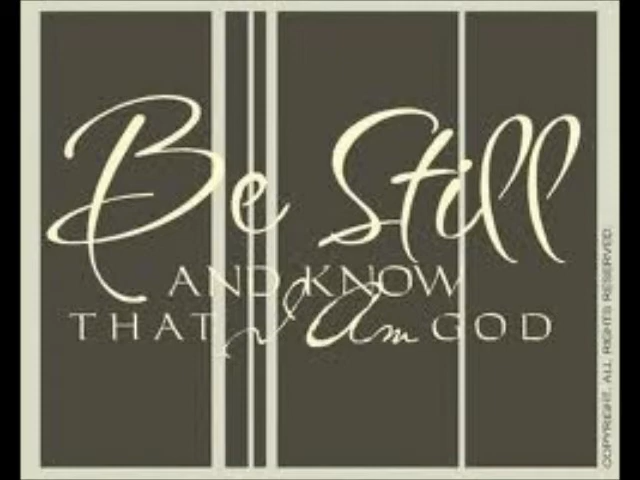 Be Still
AND KNOW
THAT I Am GOD
COPYRIGHT. ALL RIGHTS RESERVED.